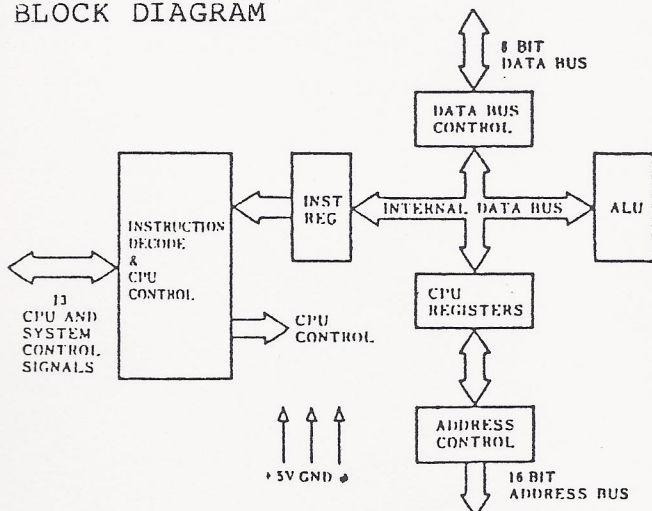 BLOCK DIAGRAM
8 BIT
DATA BUS
DATA BUS
CONTROL
INSTRUCTION
DECODE
&
CPU
CONTROL
INST
REG
INTERNAL DATA BUS
ALU
13
CPU AND
SYSTEM
CONTROL
SIGNALS
CPU
CONTROL
CPU
REGISTERS
ADDRESS
CONTROL
+5V GND
16 BIT
ADDRESS BUS